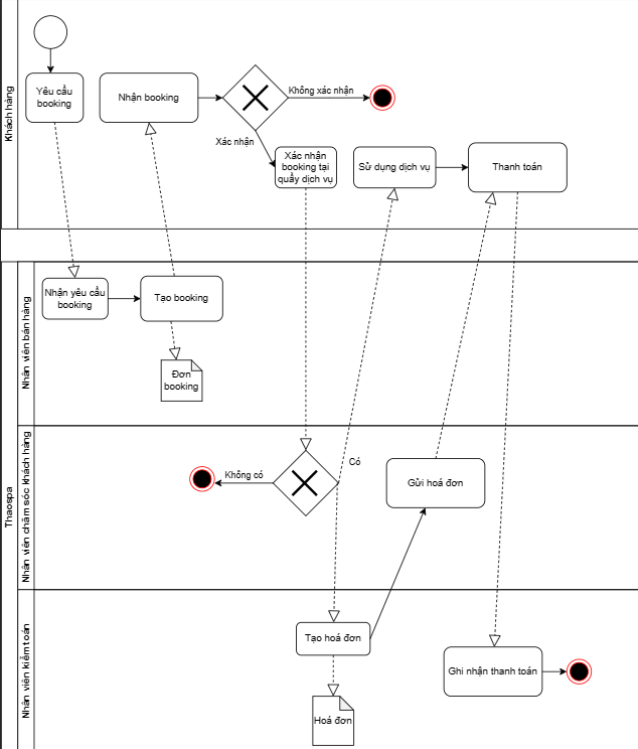 Khách hàng
Yêu cầu
booking
Nhận booking
Không xác nhận
Xác nhận
Xác nhận
booking tại
quầy dịch vụ
Sử dụng dịch vụ
Thanh toán
Thaospa
Nhân viên bán hàng
Nhận yêu cầu
booking
Tạo booking
Đơn
booking
Nhân viên chăm sóc khách hàng
Không có
Có
Gửi hoá đơn
Nhân viên kiểm toán
Tạo hoá đơn
Hoá đơn
Ghi nhận thanh toán